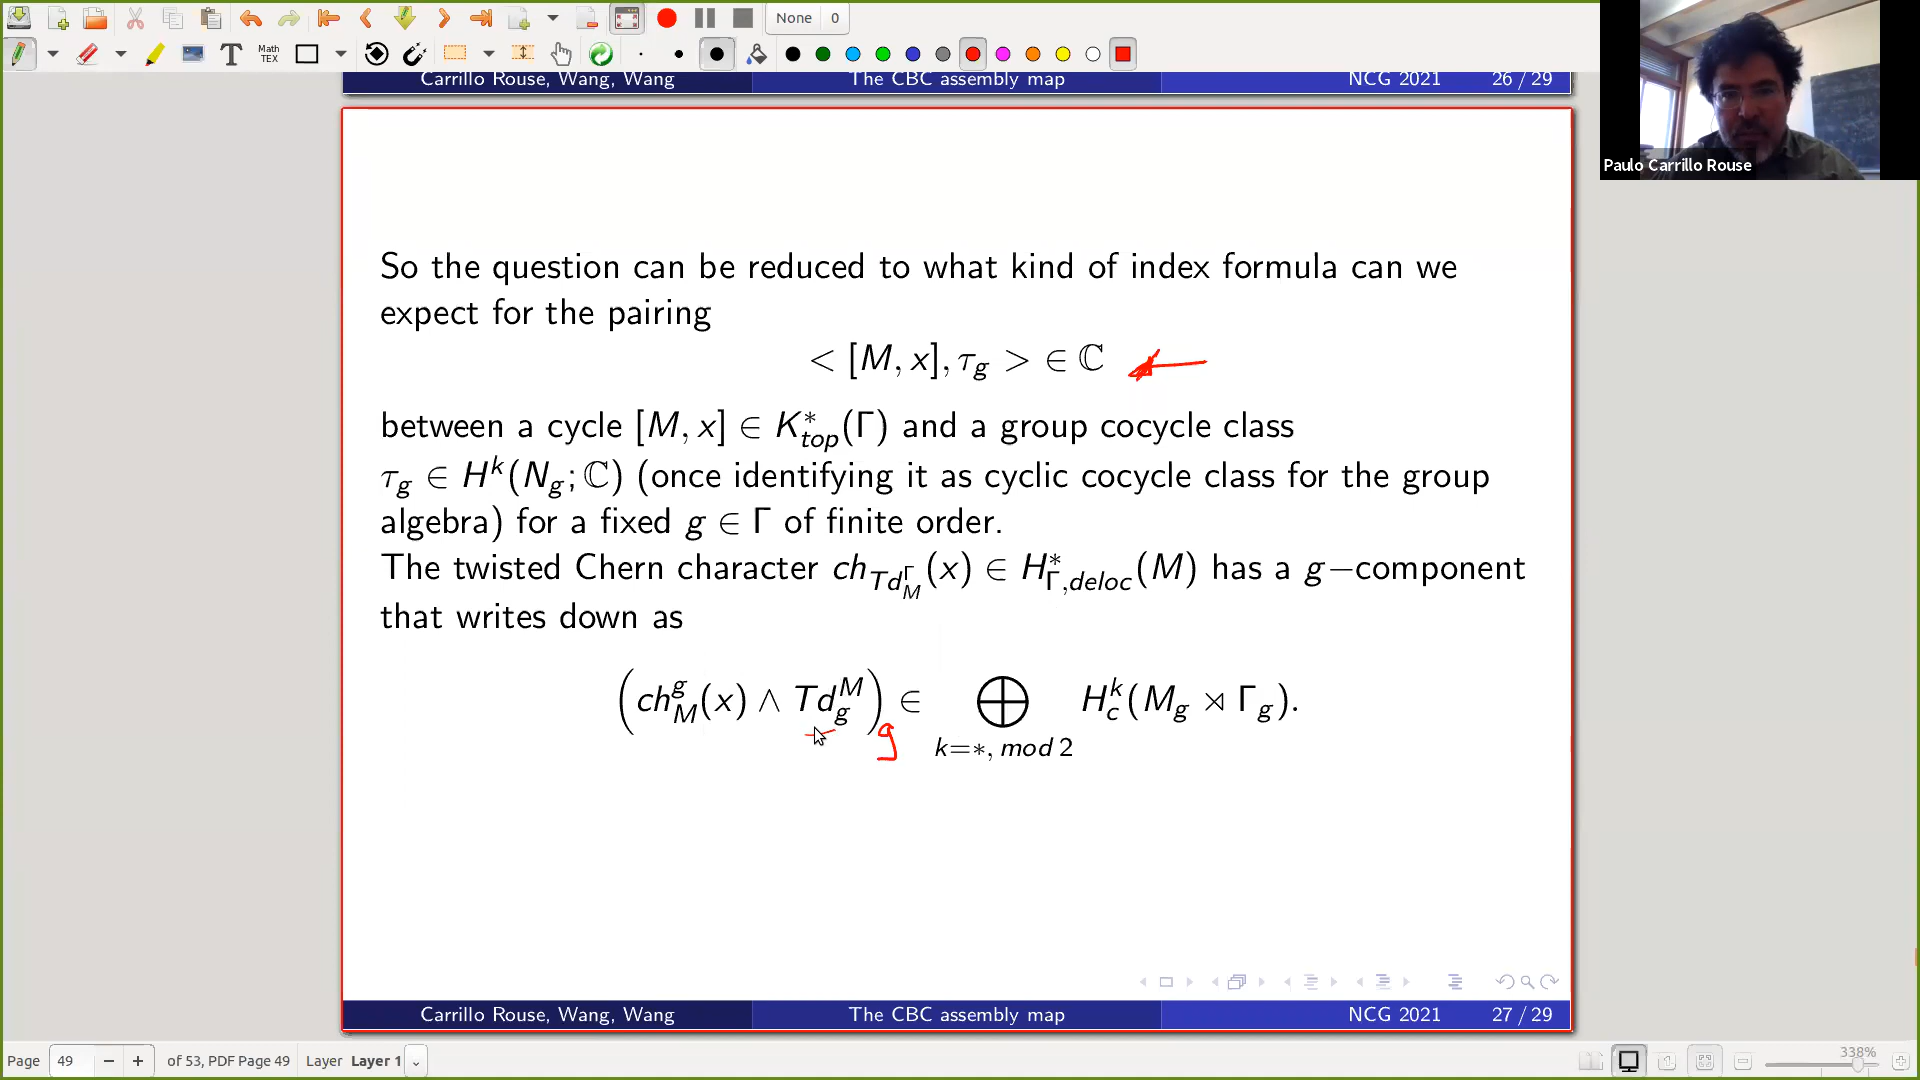 None 0
Math
TEX
Carrillo Rouse, Wang, Wang The CBC assembly map NCG 2021 26 / 29
Paulo Carrillo Rouse
So the question can be reduced to what kind of index formula can we
expect for the pairing
< [M, x], τ_g > ∈ ℂ
between a cycle [M, x] ∈ K^*_{top}(Γ) and a group cocycle class
τ_g ∈ H^k(N_g; ℂ) (once identifying it as cyclic cocycle class for the group
algebra) for a fixed g ∈ Γ of finite order.
The twisted Chern character ch_{Td^Γ_M}(x) ∈ H^*_{Γ,deloc}(M) has a g−component
that writes down as
(ch^g_M(x) ∧ Td^M_g) ∈ ⊕_{k=*, mod 2} H^k_c(M_g ⋊ Γ_g).
g
Carrillo Rouse, Wang, Wang The CBC assembly map NCG 2021 27 / 29
Page 49 of 53, PDF Page 49 Layer Layer 1 338%